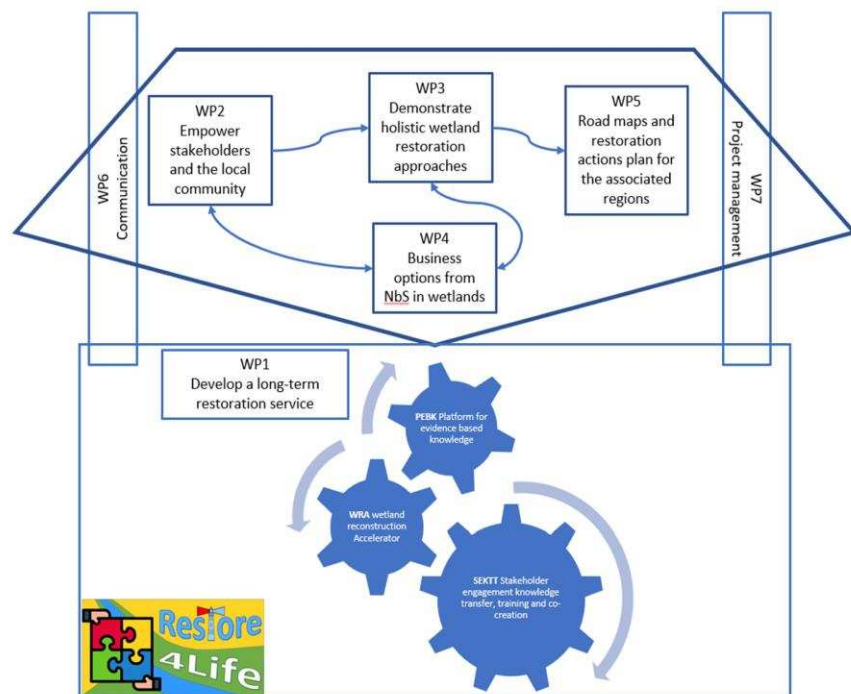 WP6
Communication
WP2
Empower
stakeholders
and the local
community
WP3
Demonstrate
holistic wetland
restoration
approaches
WP5
Road maps and
restoration
actions plan for
the associated
regions
WP7
Project management
WP4
Business
options from
NbS in wetlands
WP1
Develop a long-term
restoration service
PEBK Platform for
evidence based
knowledge
WRA wetland
reconstruction
Accelerator
SEKTT Stakeholder
engagement knowledge
transfer, training and co-
creation
Restore
4Life